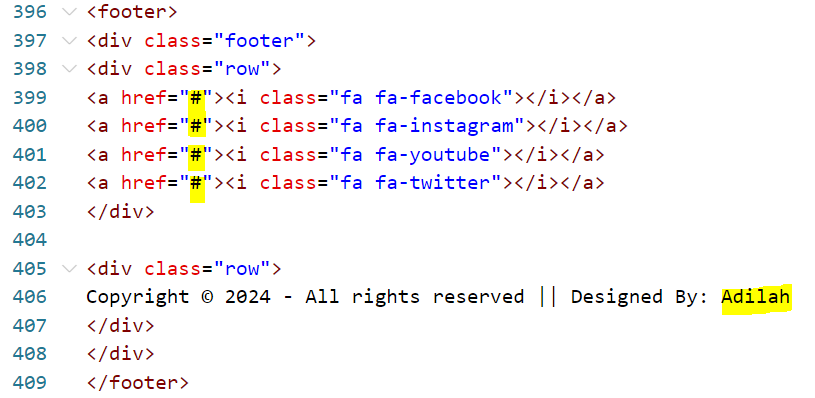 396 <footer>
397 <div class="footer">
398 <div class="row">
399 <a href="#"><i class="fa fa-facebook"></i></a>
400 <a href="#"><i class="fa fa-instagram"></i></a>
401 <a href="#"><i class="fa fa-youtube"></i></a>
402 <a href="#"><i class="fa fa-twitter"></i></a>
403 </div>
404
405 <div class="row">
406 Copyright © 2024 - All rights reserved || Designed By: Adilah
407 </div>
408 </div>
409 </footer>